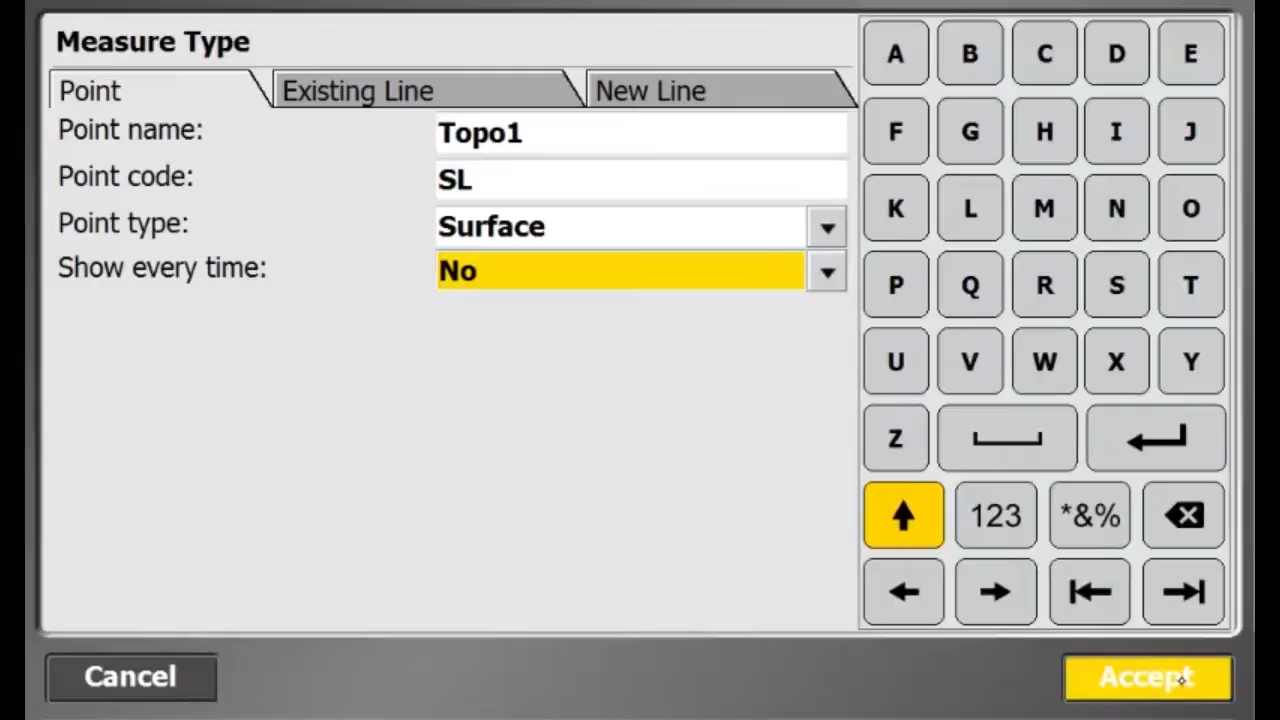 Measure Type
Point Existing Line New Line
Point name: Topo1
Point code: SL
Point type: Surface
Show every time: No
A B C D E
F G H I J
K L M N O
P Q R S T
U V W X Y
Z
123 *&%
Cancel Accept